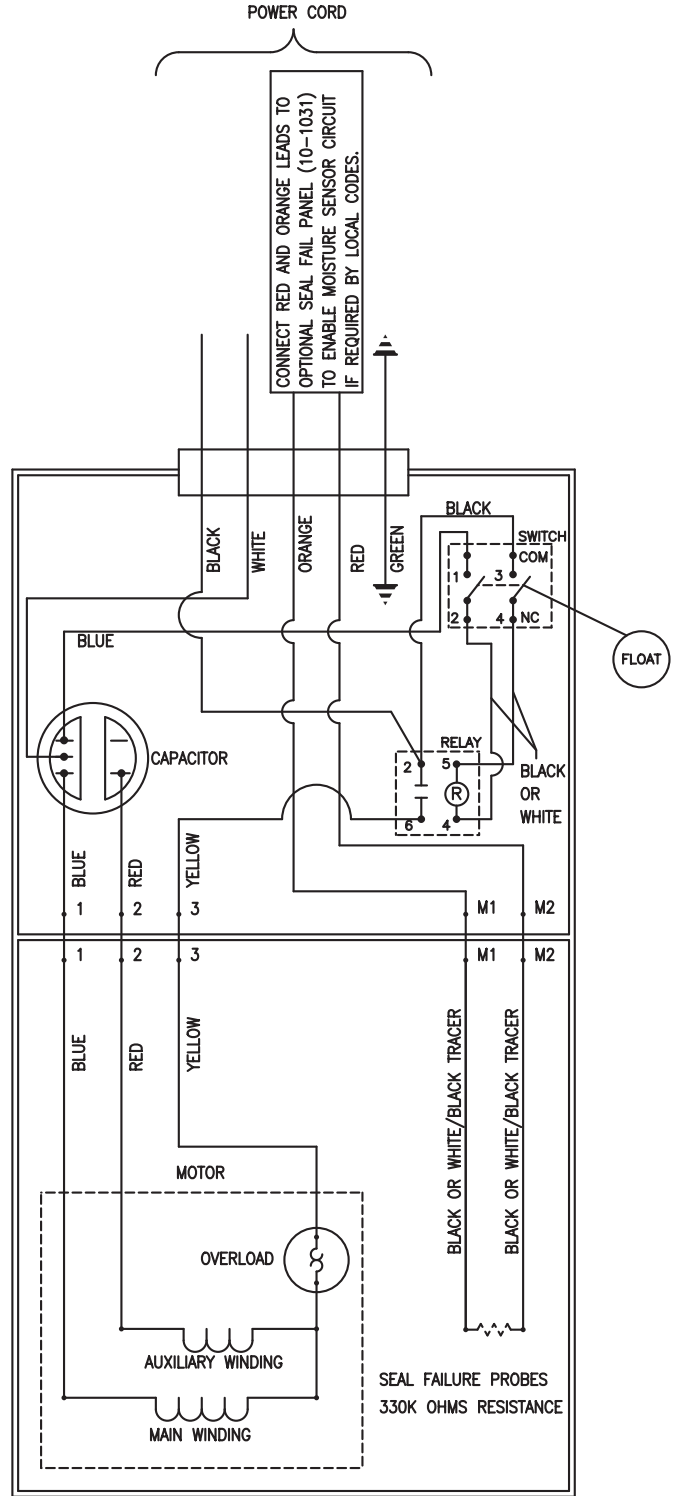 POWER CORD
CONNECT RED AND ORANGE LEADS TO
OPTIONAL SEAL FAIL PANEL (10-1031)
TO ENABLE MOISTURE SENSOR CIRCUIT
IF REQUIRED BY LOCAL CODES.
BLACK
WHITE
ORANGE
RED
GREEN
BLACK
SWITCH
COM
1
3
2
4
NC
FLOAT
BLUE
CAPACITOR
RELAY
2
5
R
6
4
BLACK
OR
WHITE
BLUE
RED
YELLOW
1
2
3
M1
M2
1
2
3
M1
M2
BLUE
RED
YELLOW
BLACK OR WHITE/BLACK TRACER
BLACK OR WHITE/BLACK TRACER
MOTOR
OVERLOAD
AUXILIARY WINDING
MAIN WINDING
SEAL FAILURE PROBES
330K OHMS RESISTANCE